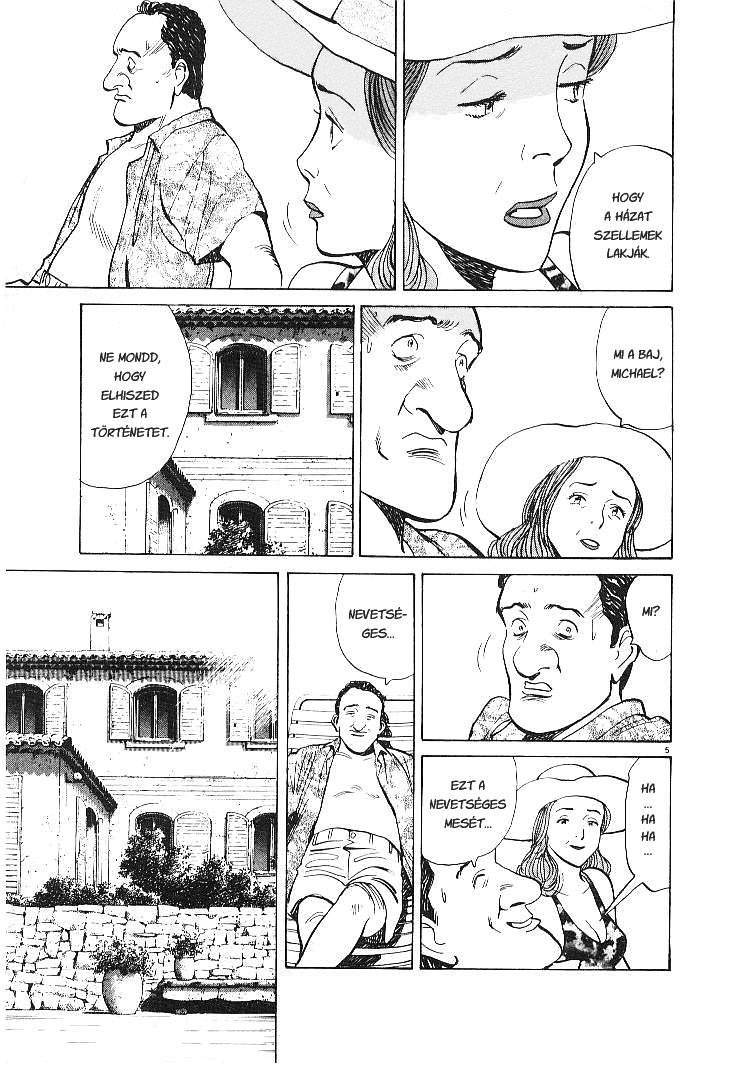 HOGY
A HÁZAT
SZELLEMEK
LAKJÁK.
MI A BAJ,
MICHAEL?
NE MONDD,
HOGY
ELHISZED
EZT A
TÖRTÉNETET.
MI?
5
HA
...
HA
HA
...
EZT A
NEVETSÉGES
MESÉT...
NEVETSÉ-
GES...